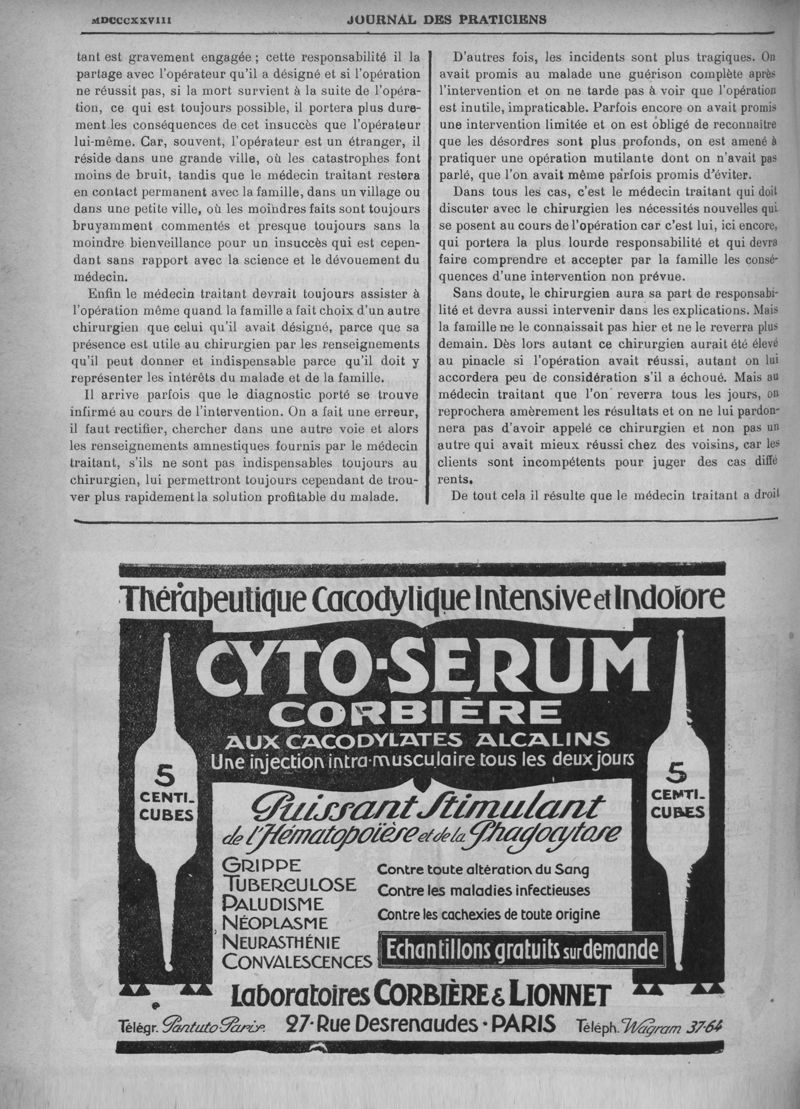 MDCCCXXVIII
JOURNAL DES PRATICIENS
tant est gravement engagée ; cette responsabilité il la
partage avec l'opérateur qu'il a désigné et si l'opération
ne réussit pas, si la mort survient à la suite de l'opéra-
tion, ce qui est toujours possible, il portera plus dure-
ment les conséquences de cet insuccès que l'opérateur
lui-même. Car, souvent, l'opérateur est un étranger, il
réside dans une grande ville, où les catastrophes font
moins de bruit, tandis que le médecin traitant restera
en contact permanent avec la famille, dans un village ou
dans une petite ville, où les moindres faits sont toujours
bruyamment commentés et presque toujours sans la
moindre bienveillance pour un insuccès qui est cepen-
dant sans rapport avec la science et le dévouement du
médecin.
Enfin le médecin traitant devrait toujours assister à
l'opération même quand la famille a fait choix d'un autre
chirurgien que celui qu'il avait désigné, parce que sa
présence est utile au chirurgien par les renseignements
qu'il peut donner et indispensable parce qu'il doit y
représenter les intérêts du malade et de la famille.
Il arrive parfois que le diagnostic porté se trouve
infirmé au cours de l'intervention. On a fait une erreur,
il faut rectifier, chercher dans une autre voie et alors
les renseignements amnestiques fournis par le médecin
traitant, s'ils ne sont pas indispensables toujours au
chirurgien, lui permettront toujours cependant de trou-
ver plus rapidement la solution profitable du malade.
D'autres fois, les incidents sont plus tragiques. On
avait promis au malade une guérison complète après
l'intervention et on ne tarde pas à voir que l'opération
est inutile, impraticable. Parfois encore on avait promis
une intervention limitée et on est obligé de reconnaître
que les désordres sont plus profonds, on est amené à
pratiquer une opération mutilante dont on n'avait pas
parlé, que l'on avait même parfois promis d'éviter.
Dans tous les cas, c'est le médecin traitant qui doit
discuter avec le chirurgien les nécessités nouvelles qui
se posent au cours de l'opération car c'est lui, ici encore,
qui portera la plus lourde responsabilité et qui devra
faire comprendre et accepter par la famille les consé-
quences d'une intervention non prévue.
Sans doute, le chirurgien aura sa part de responsabi-
lité et devra aussi intervenir dans les explications. Mais
la famille ne le connaissait pas hier et ne le reverra plus
demain. Dès lors autant ce chirurgien aurait été élevé
au pinacle si l'opération avait réussi, autant on lui
accordera peu de considération s'il a échoué. Mais au
médecin traitant que l'on reverra tous les jours, on
reprochera amèrement les résultats et on ne lui pardon-
nera pas d'avoir appelé ce chirurgien et non pas un
autre qui avait mieux réussi chez des voisins, car les
clients sont incompétents pour juger des cas diffé
rents.
De tout cela il résulte que le médecin traitant a droit
Thérapeutique Cacodylique Intensive et Indolore
CYTO-SERUM
CORBIÈRE
AUX CACODYLATES ALCALINS
Une injection intra-musculaire tous les deux jours
5
CENTI-
CUBES
5
CENTI-
CUBES
Puissant Stimulant
de l'Hématopoïèse et de la Phagocytose
GRIPPE
TUBERCULOSE
PALUDISME
NÉOPLASME
NEURASTHÉNIE
CONVALESCENCES
Contre toute altération du Sang
Contre les maladies infectieuses
Contre les cachexies de toute origine
Echantillons gratuits sur demande
Laboratoires CORBIÈRE & LIONNET
Télégr. Pantuto Paris. 27-Rue Desrenaudes · PARIS Téléph. Wagram 37-64